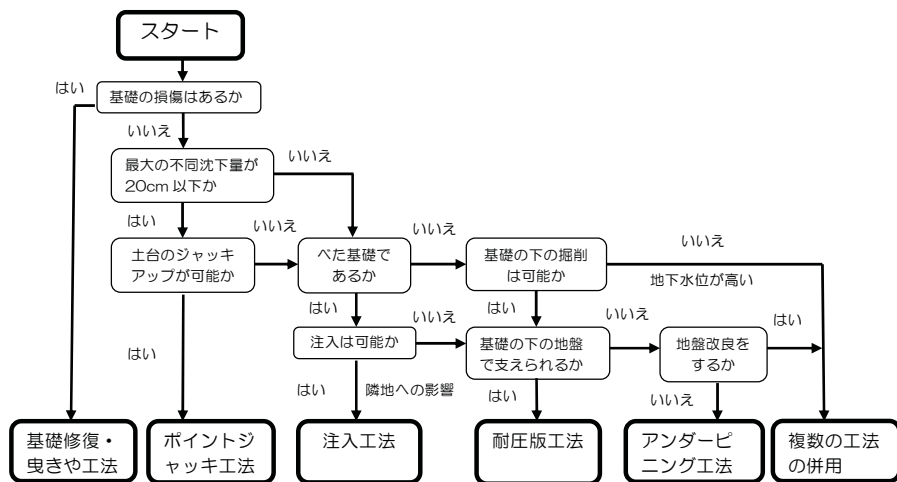 スタート
はい
基礎の損傷はあるか
いいえ
最大の不同沈下量が
20cm 以下か
いいえ
はい
土台のジャッキ
アップが可能か
いいえ
べた基礎で
あるか
いいえ
基礎の下の掘削
は可能か
いいえ
地下水位が高い
はい
はい
注入は可能か
いいえ
基礎の下の地盤
で支えられるか
いいえ
地盤改良を
するか
はい
はい
はい
隣地への影響
はい
いいえ
基礎修復・
曳きや工法
ポイントジ
ャッキ工法
注入工法
耐圧版工法
アンダーピ
ニング工法
複数の工法
の併用